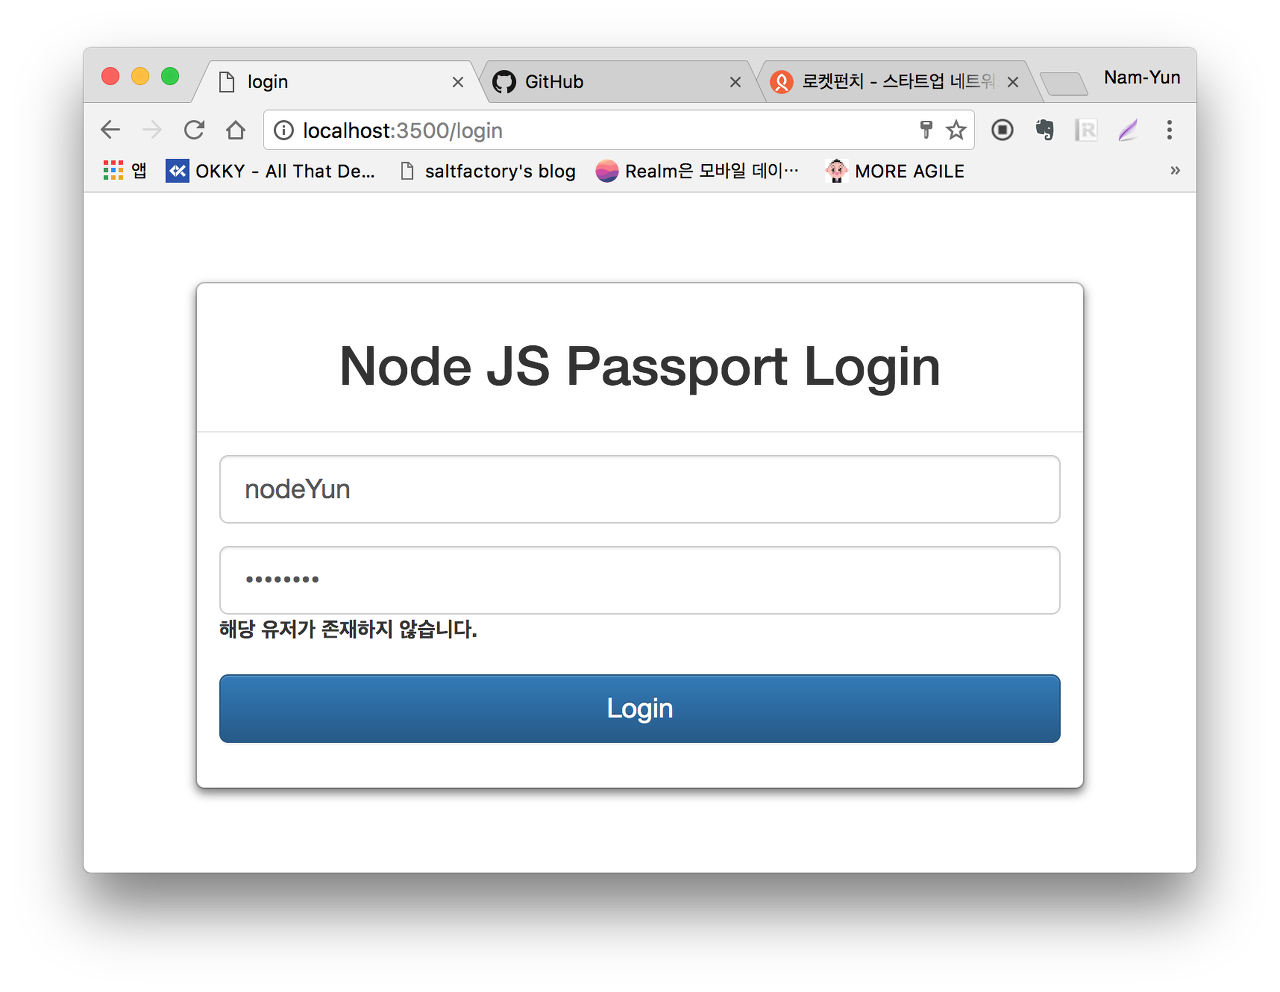 login
GitHub
로켓펀치 - 스타트업 네트워
Nam-Yun
localhost:3500/login
앱
OKKY - All That De...
saltfactory's blog
Realm은 모바일 데이…
MORE AGILE
»
Node JS Passport Login
nodeYun
••••••••
해당 유저가 존재하지 않습니다.
Login